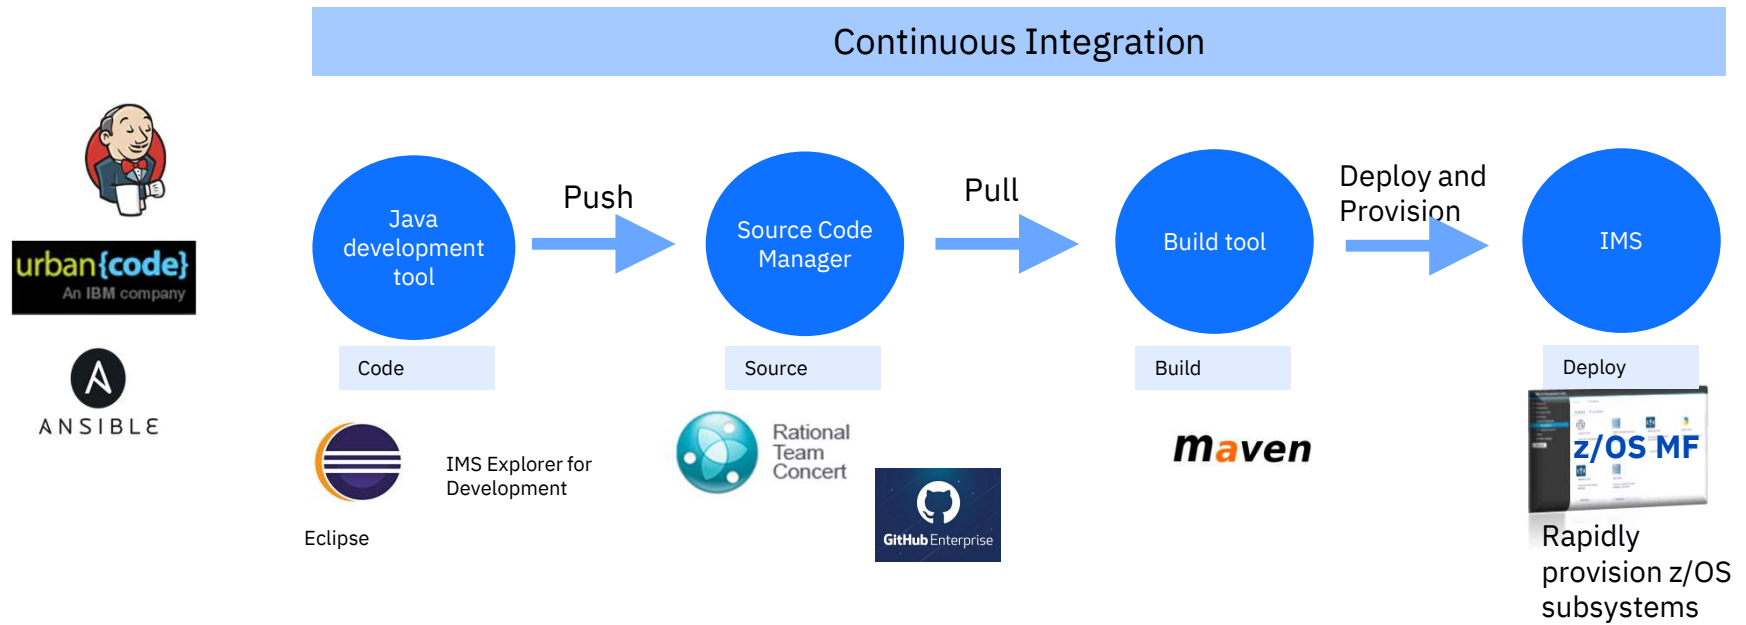 Continuous Integration
urban{code}
An IBM company
ANSIBLE
Java
development
tool
Push
Source Code
Manager
Pull
Build tool
Deploy and
Provision
IMS
Code
Source
Build
Deploy
Eclipse
IMS Explorer for
Development
Rational
Team
Concert
GitHub Enterprise
maven
z/OS MF
Rapidly
provision z/OS
subsystems